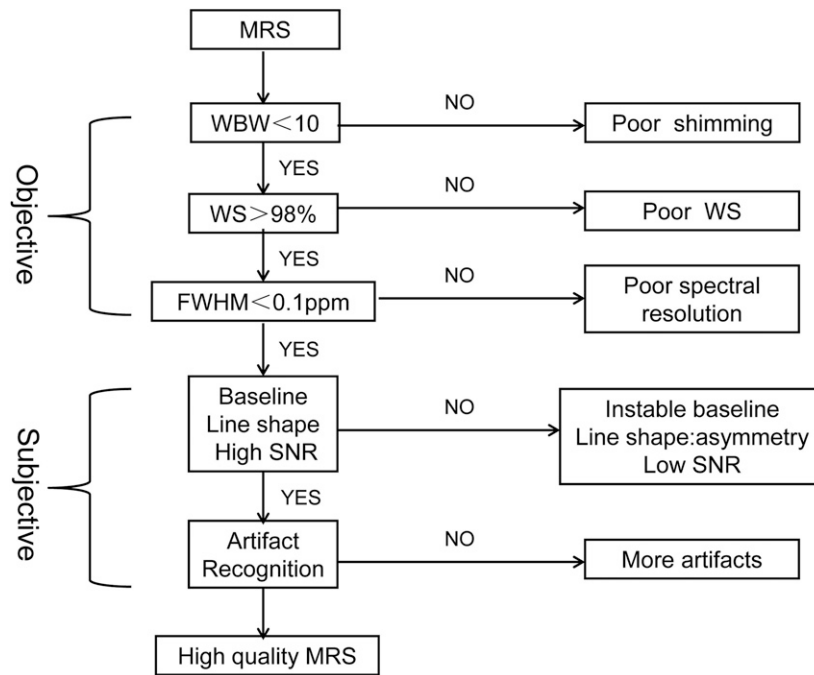 MRS
Objective
WBW<10
NO
Poor shimming
YES
WS>98%
NO
Poor WS
YES
FWHM<0.1ppm
NO
Poor spectral
resolution
YES
Subjective
Baseline
Line shape
High SNR
NO
Instable baseline
Line shape:asymmetry
Low SNR
YES
Artifact
Recognition
NO
More artifacts
High quality MRS